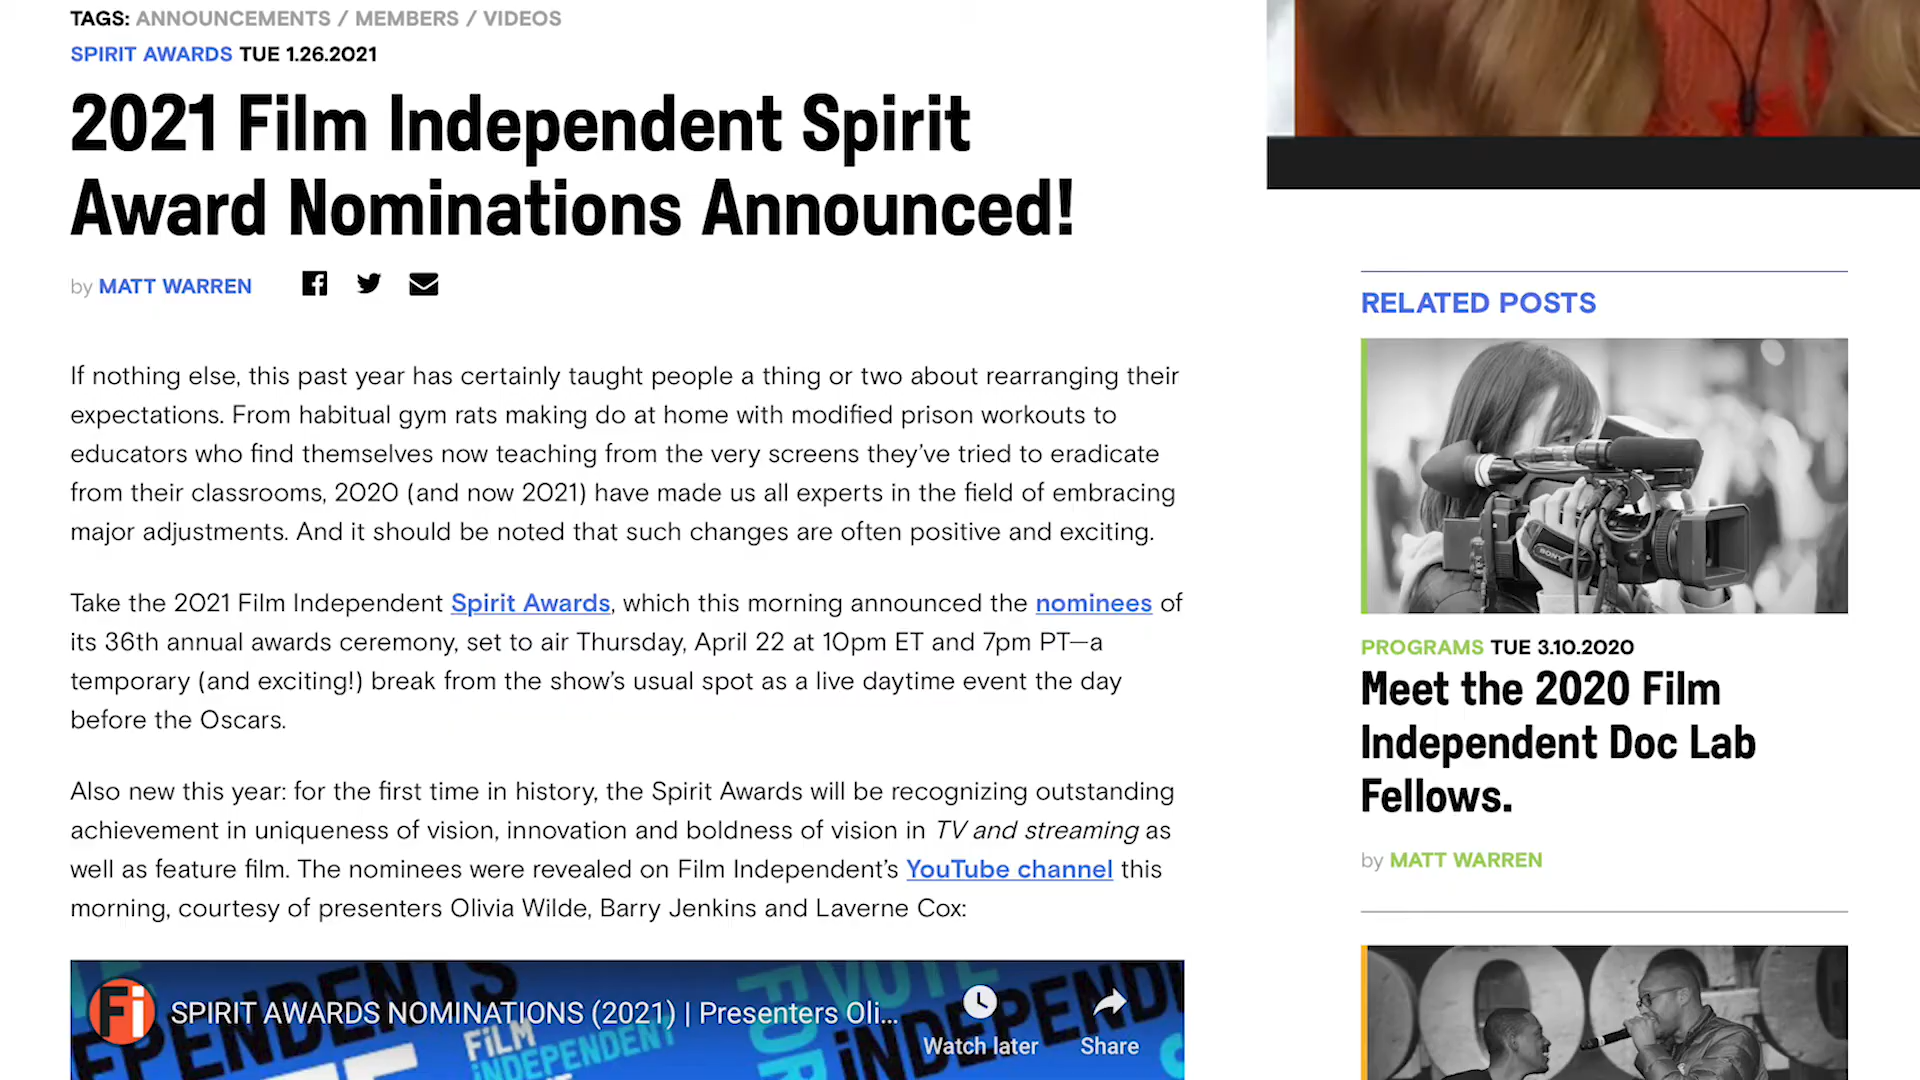 TAGS: ANNOUNCEMENTS / MEMBERS / VIDEOS
SPIRIT AWARDS TUE 1.26.2021
2021 Film Independent Spirit
Award Nominations Announced!
by MATT WARREN
If nothing else, this past year has certainly taught people a thing or two about rearranging their
expectations. From habitual gym rats making do at home with modified prison workouts to
educators who find themselves now teaching from the very screens they've tried to eradicate
from their classrooms, 2020 (and now 2021) have made us all experts in the field of embracing
major adjustments. And it should be noted that such changes are often positive and exciting.
Take the 2021 Film Independent Spirit Awards, which this morning announced the nominees of
its 36th annual awards ceremony, set to air Thursday, April 22 at 10pm ET and 7pm PT—a
temporary (and exciting!) break from the show's usual spot as a live daytime event the day
before the Oscars.
Also new this year: for the first time in history, the Spirit Awards will be recognizing outstanding
achievement in uniqueness of vision, innovation and boldness of vision in TV and streaming as
well as feature film. The nominees were revealed on Film Independent's YouTube channel this
morning, courtesy of presenters Olivia Wilde, Barry Jenkins and Laverne Cox:
Fi
SPIRIT AWARDS NOMINATIONS (2021) | Presenters Oli...
Watch later
Share
FiLM
iNDEPENDENT
VOTE
FOR
RELATED POSTS
SONY
PROGRAMS TUE 3.10.2020
Meet the 2020 Film
Independent Doc Lab
Fellows.
by MATT WARREN